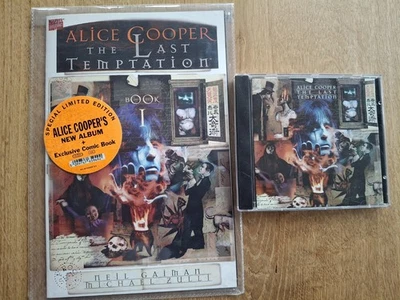 ALICE COOPER
THE LAST
TEMPTATION
BOOK
I
SPECIAL LIMITED EDITION
ALICE COOPER'S
NEW ALBUM
+
Exclusive Comic Book
NEIL GAIMAN
MICHAEL ZULLI
ALICE COOPER
THE LAST
TEMPTATION